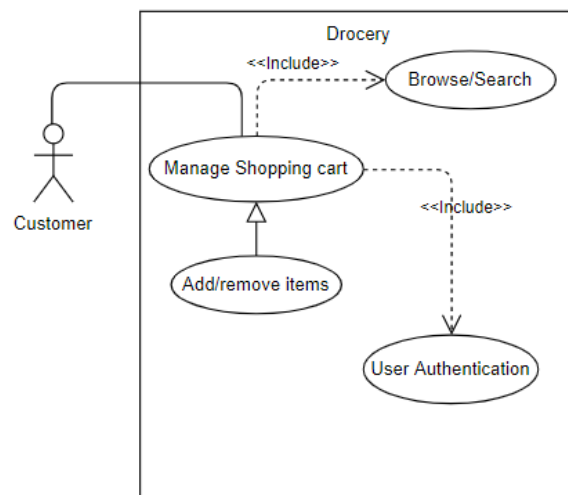 Drocery
<<Include>>
Browse/Search
Manage Shopping cart
<<Include>>
Customer
Add/remove items
User Authentication